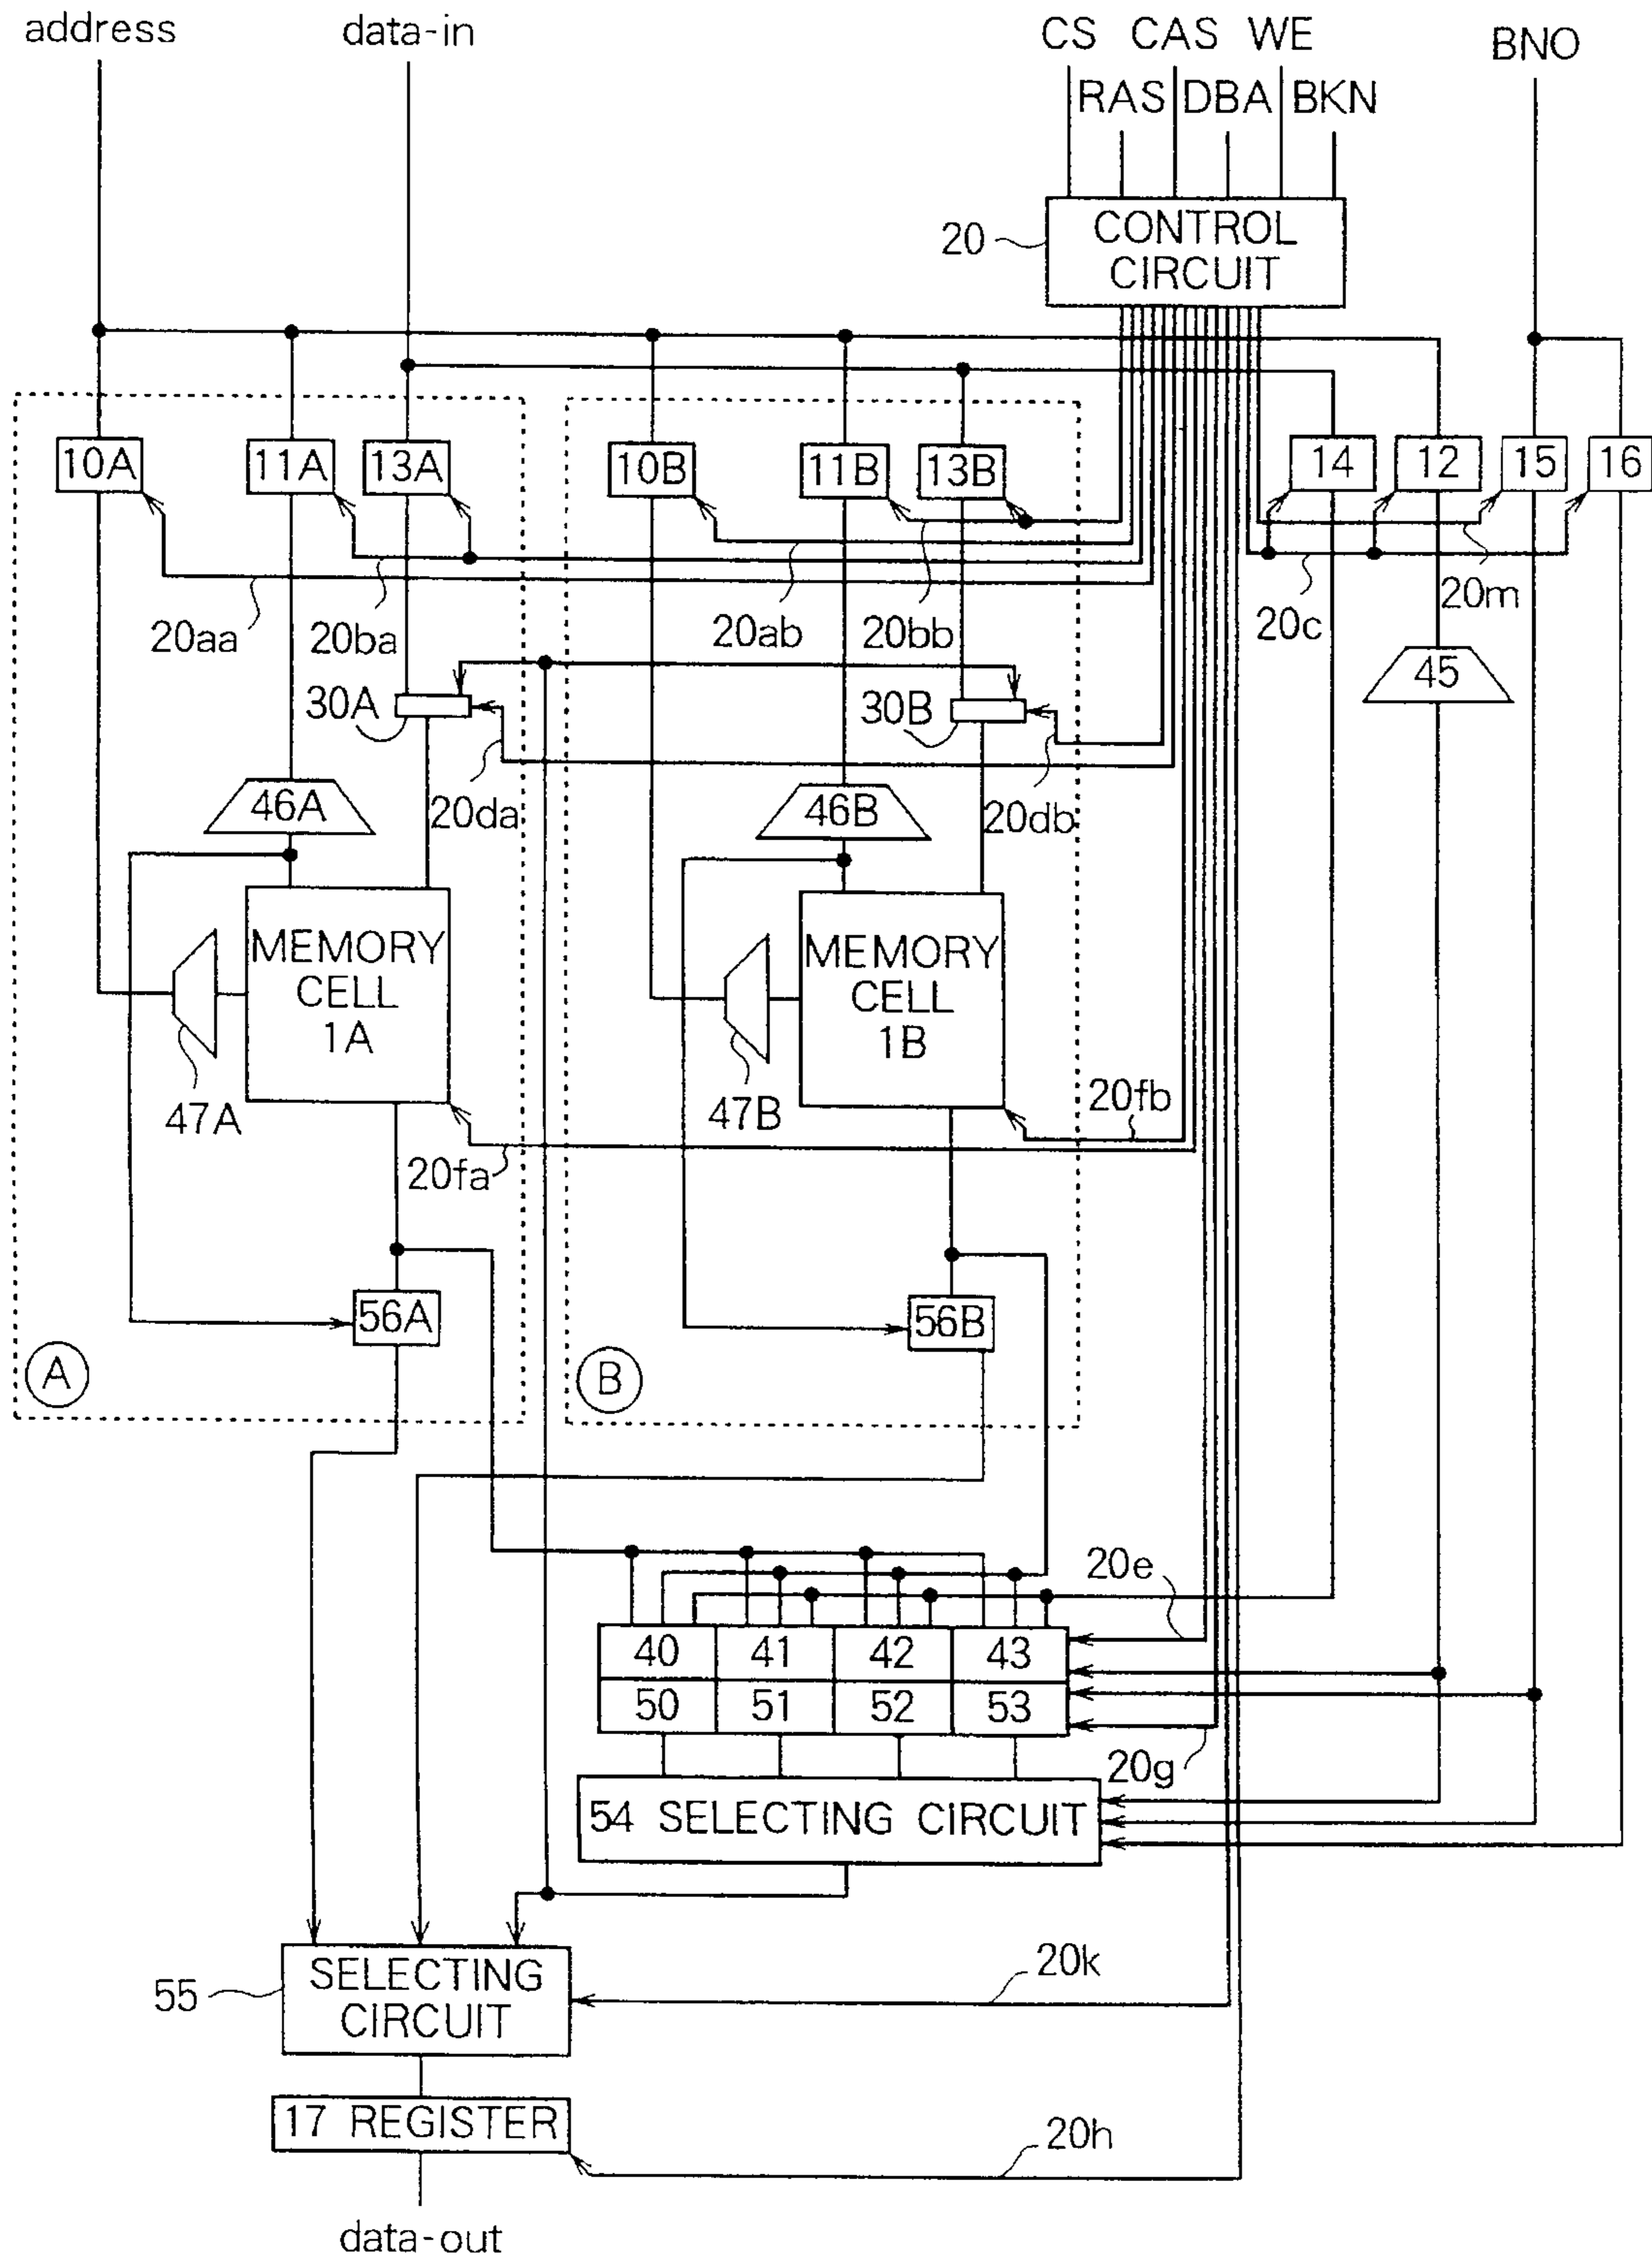 address
data-in
CS CAS WE
BNO
RAS DBA BKN
20
CONTROL
CIRCUIT
10A
11A
13A
10B
11B
13B
14
12
15
16
20aa
20ba
20ab
20bb
20c
20m
30A
30B
45
46A
20da
46B
20db
MEMORY
CELL
1A
MEMORY
CELL
1B
47A
47B
20fb
20fa
56A
56B
A
B
20e
40
41
42
43
50
51
52
53
20g
54 SELECTING CIRCUIT
55
SELECTING
CIRCUIT
20k
17 REGISTER
20h
data-out